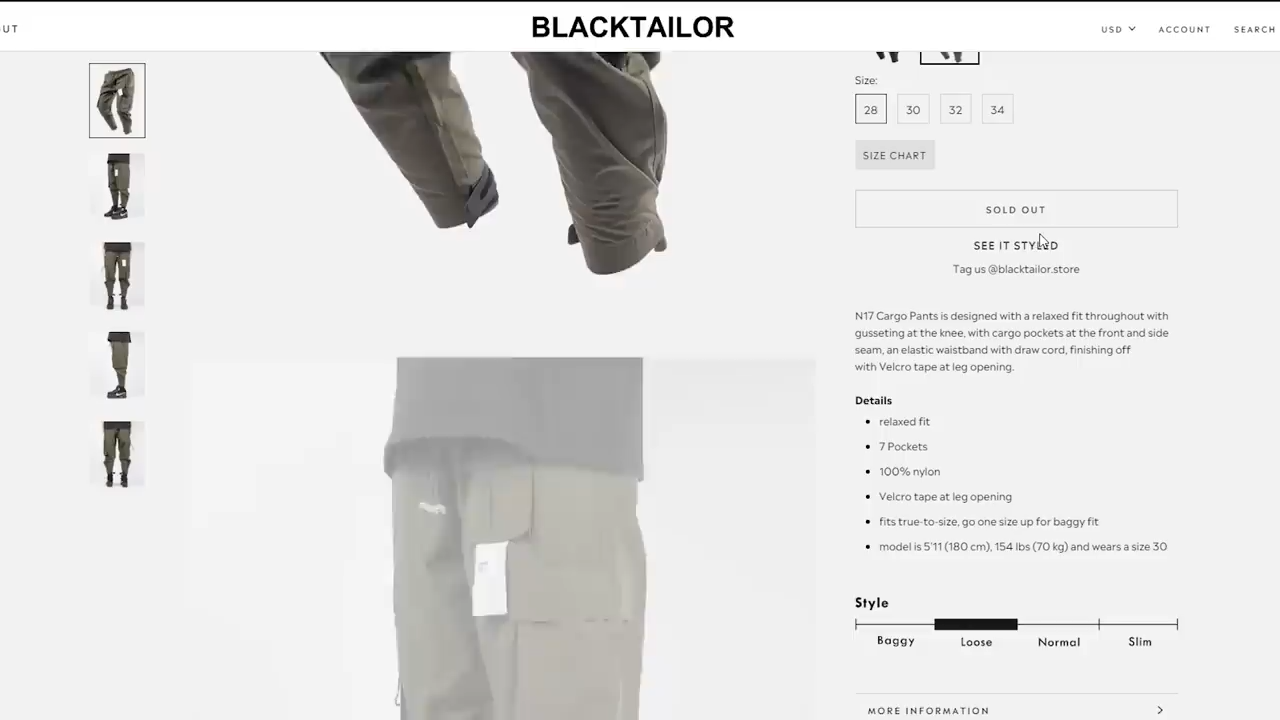 OUT
BLACKTAILOR
USD
ACCOUNT
SEARCH
Size:
28
30
32
34
SIZE CHART
SOLD OUT
SEE IT STYLED
Tag us @blacktailor.store
N17 Cargo Pants is designed with a relaxed fit throughout with
gusseting at the knee, with cargo pockets at the front and side
seam, an elastic waistband with draw cord, finishing off
with Velcro tape at leg opening.
Details
relaxed fit
7 Pockets
100% nylon
Velcro tape at leg opening
fits true-to-size, go one size up for baggy fit
model is 5'11 (180 cm), 154 lbs (70 kg) and wears a size 30
Style
Baggy
Loose
Normal
Slim
MORE INFORMATION